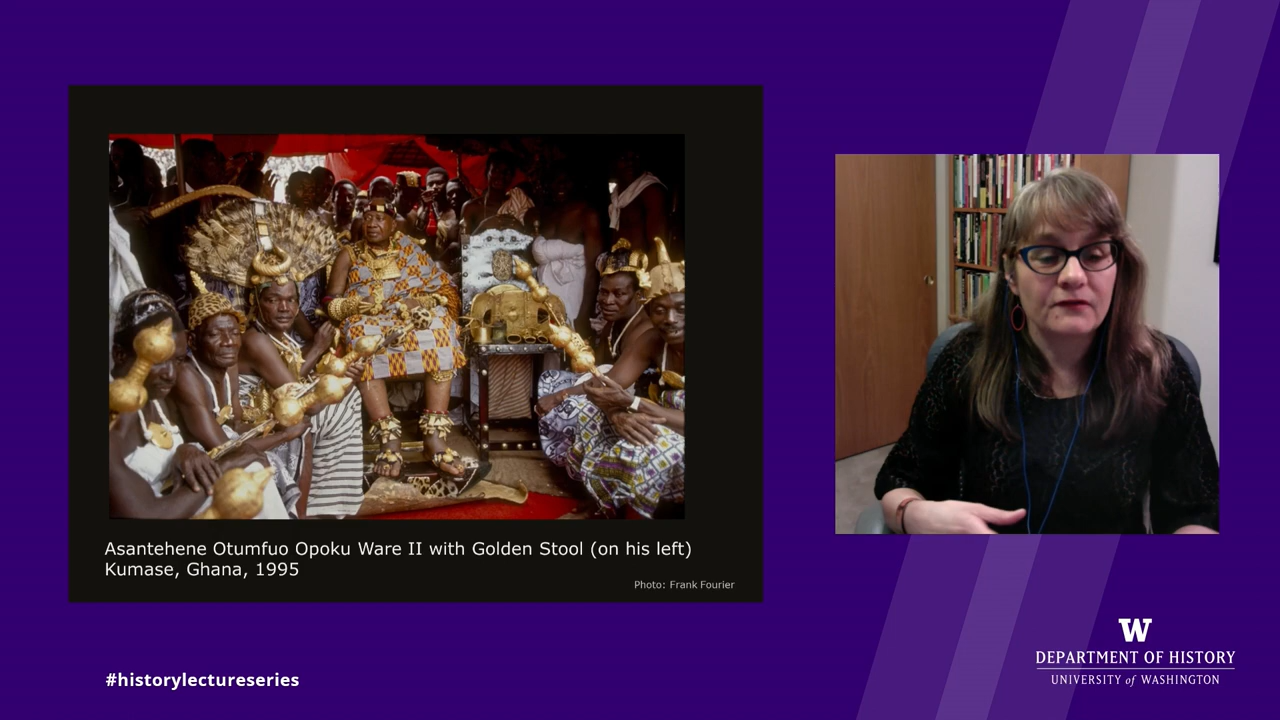 Asantehene Otumfuo Opoku Ware II with Golden Stool (on his left)
Kumase, Ghana, 1995
Photo: Frank Fourier
#historylectureseries
W
DEPARTMENT OF HISTORY
UNIVERSITY of WASHINGTON